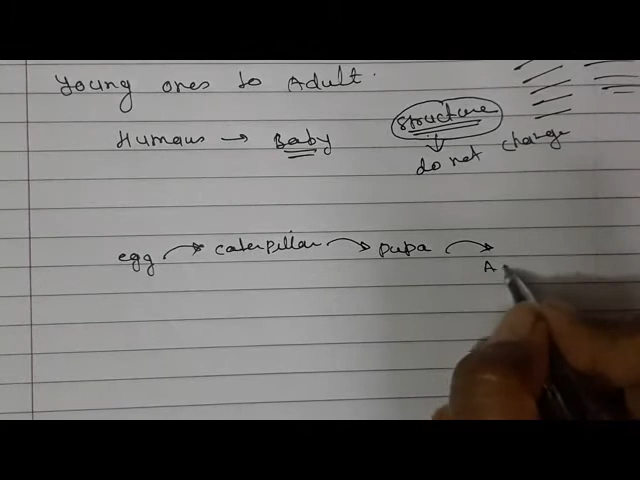 Young ones to Adult.
Humans → Baby
structure
do not change
egg → caterpillar → pupa →
A